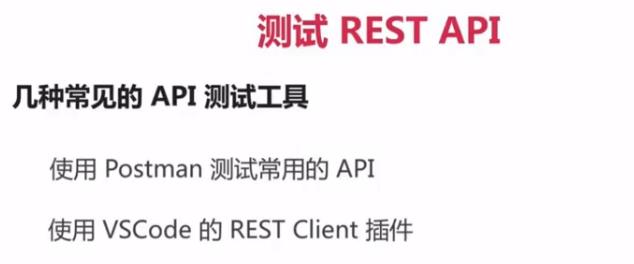 测试 REST API
几种常见的 API 测试工具
使用 Postman 测试常用的 API
使用 VSCode 的 REST Client 插件